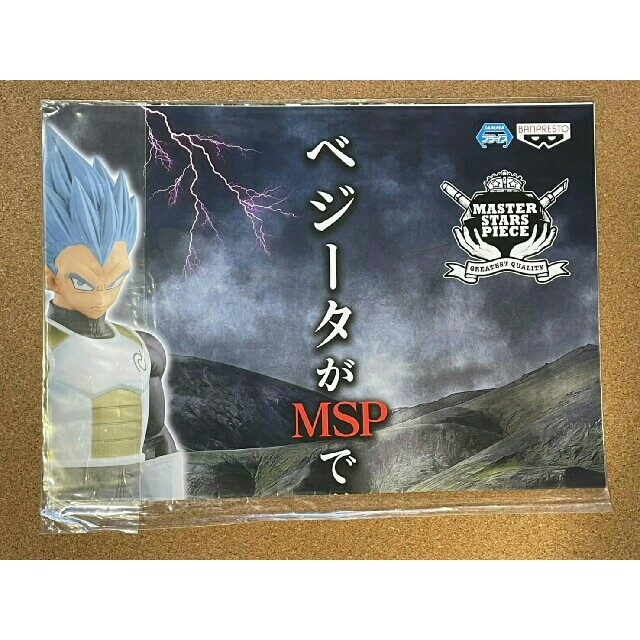 ベジータが
MSPで
BANPRESTO
MASTER
STARS
PIECE
GREATEST QUALITY